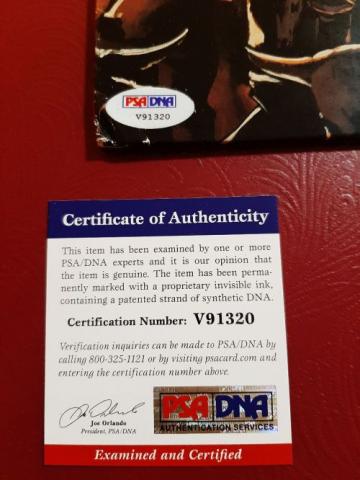 PSA DNA
V91320
Certificate of Authenticity
This item has been examined by one or more
PSA/DNA experts and it is our opinion that
the item is genuine. The item has been perma-
nently marked with a proprietary invisible ink,
containing a patented strand of synthetic DNA.
Certification Number: V91320
Verification inquiries can be made to PSA/DNA by
calling 800-325-1121 or by visiting psacard.com and
entering the certification number above.
Joe Orlando
President, PSA/DNA
PSA DNA
AUTHENTICATION SERVICES
Examined and Certified